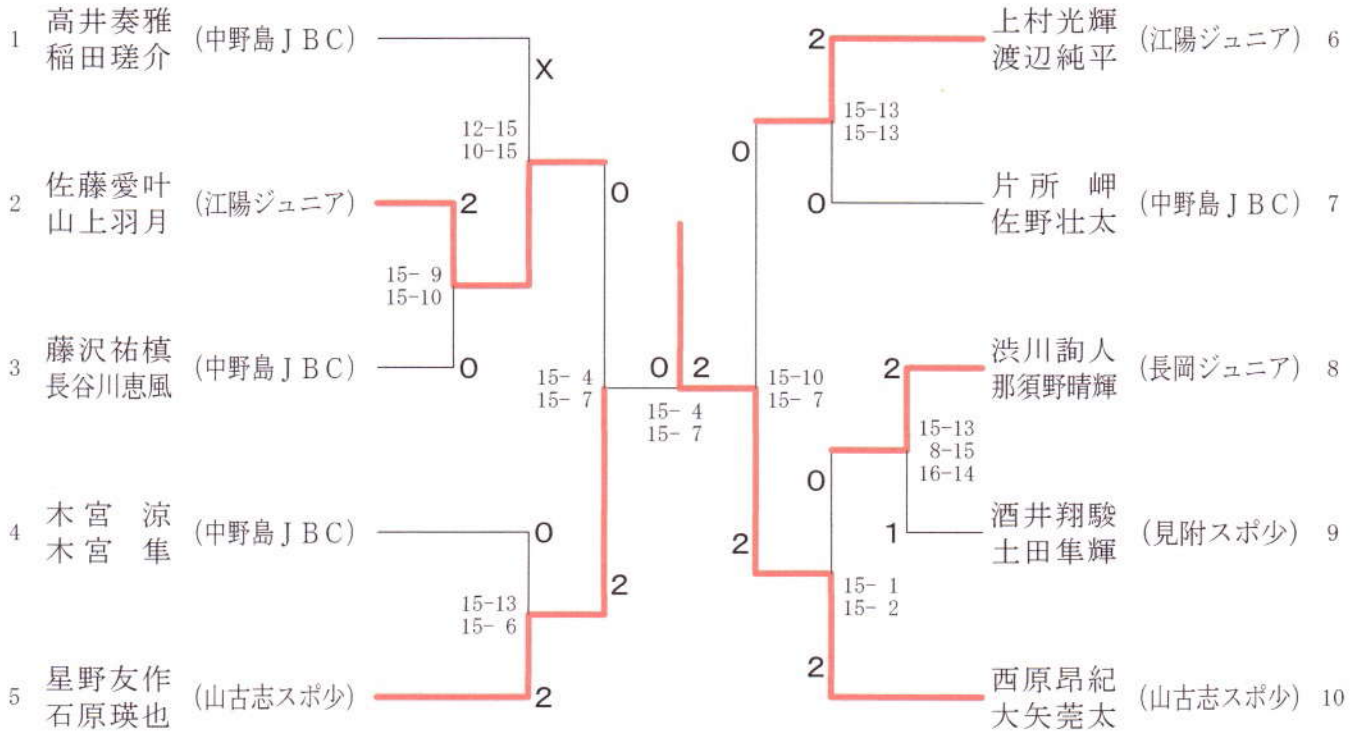 1 高井奏雅 (中野島ＪＢＣ)
稲田瑳介
X
12-15
10-15
2 佐藤愛叶 (江陽ジュニア)
山上羽月
2
15- 9
15-10
3 藤沢祐槙 (中野島ＪＢＣ)
長谷川恵風
0
0
15- 4
15- 7
4 木宮　涼 (中野島ＪＢＣ)
木宮　隼
0
15-13
15- 6
2
5 星野友作 (山古志スポ少)
石原瑛也
2
0 2
15- 4
15- 7
上村光輝 (江陽ジュニア) 6
渡辺純平
2
15-13
15-13
0
片所　岬 (中野島ＪＢＣ) 7
佐野壮太
0
15-10
15- 7
渋川詢人 (長岡ジュニア) 8
那須野晴輝
2
15-13
8-15
16-14
0
酒井翔駿 (見附スポ少) 9
土田隼輝
1
2
15- 1
15- 2
西原昂紀 (山古志スポ少) 10
大矢莞太
2